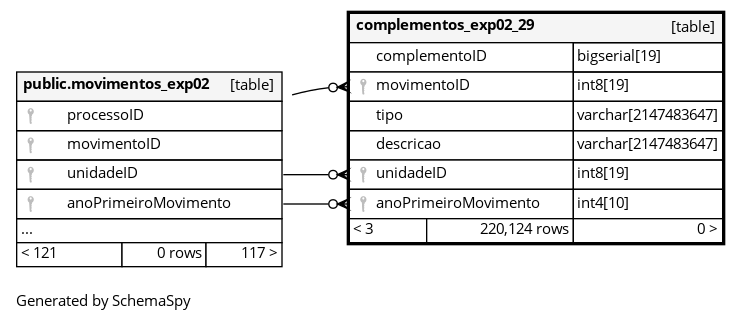 public.movimentos_exp02 [table]
processoID
movimentoID
unidadeID
anoPrimeiroMovimento
...
< 121 0 rows 117 >
complementos_exp02_29 [table]
complementoID bigserial[19]
movimentoID int8[19]
tipo varchar[2147483647]
descricao varchar[2147483647]
unidadeID int8[19]
anoPrimeiroMovimento int4[10]
< 3 220,124 rows 0 >
Generated by SchemaSpy